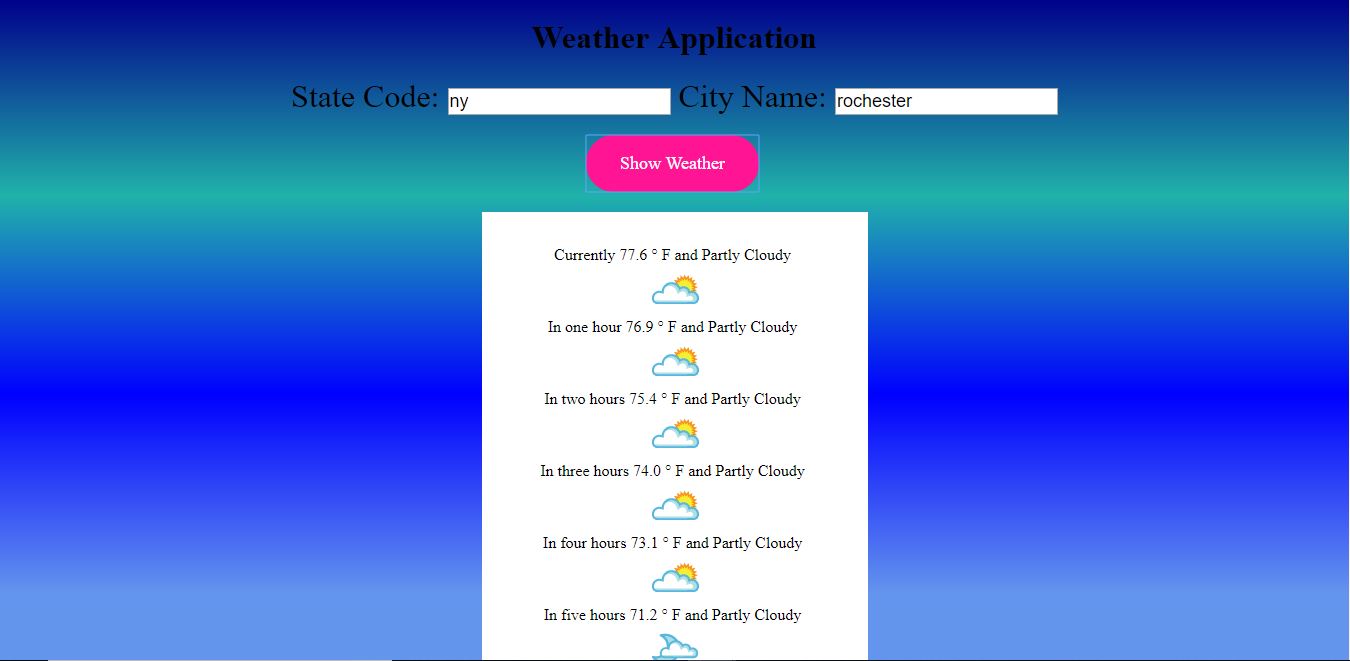 Weather Application
State Code: ny City Name: rochester
Show Weather
Currently 77.6 ° F and Partly Cloudy
In one hour 76.9 ° F and Partly Cloudy
In two hours 75.4 ° F and Partly Cloudy
In three hours 74.0 ° F and Partly Cloudy
In four hours 73.1 ° F and Partly Cloudy
In five hours 71.2 ° F and Partly Cloudy